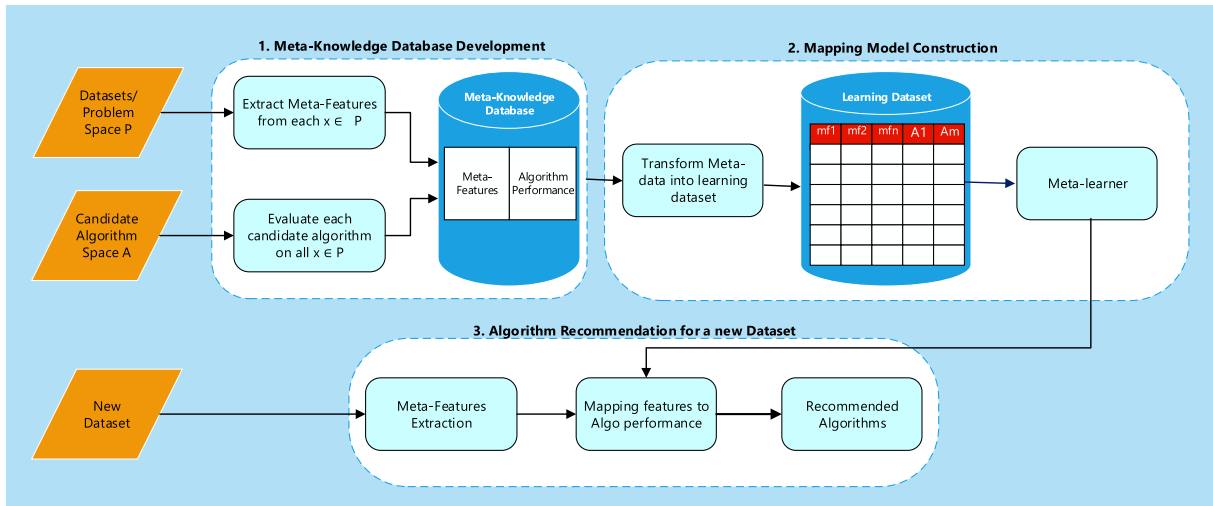 1. Meta-Knowledge Database Development
2. Mapping Model Construction
Datasets/
Problem
Space P
Extract Meta-Features
from each x ∈ P
Meta-Knowledge
Database
Meta-
Features
Algorithm
Performance
Candidate
Algorithm
Space A
Evaluate each
candidate algorithm
on all x ∈ P
Transform Meta-
data into learning
dataset
Learning Dataset
mf1 mf2 mfn A1 Am
Meta-learner
3. Algorithm Recommendation for a new Dataset
New
Dataset
Meta-Features
Extraction
Mapping features to
Algo performance
Recommended
Algorithms